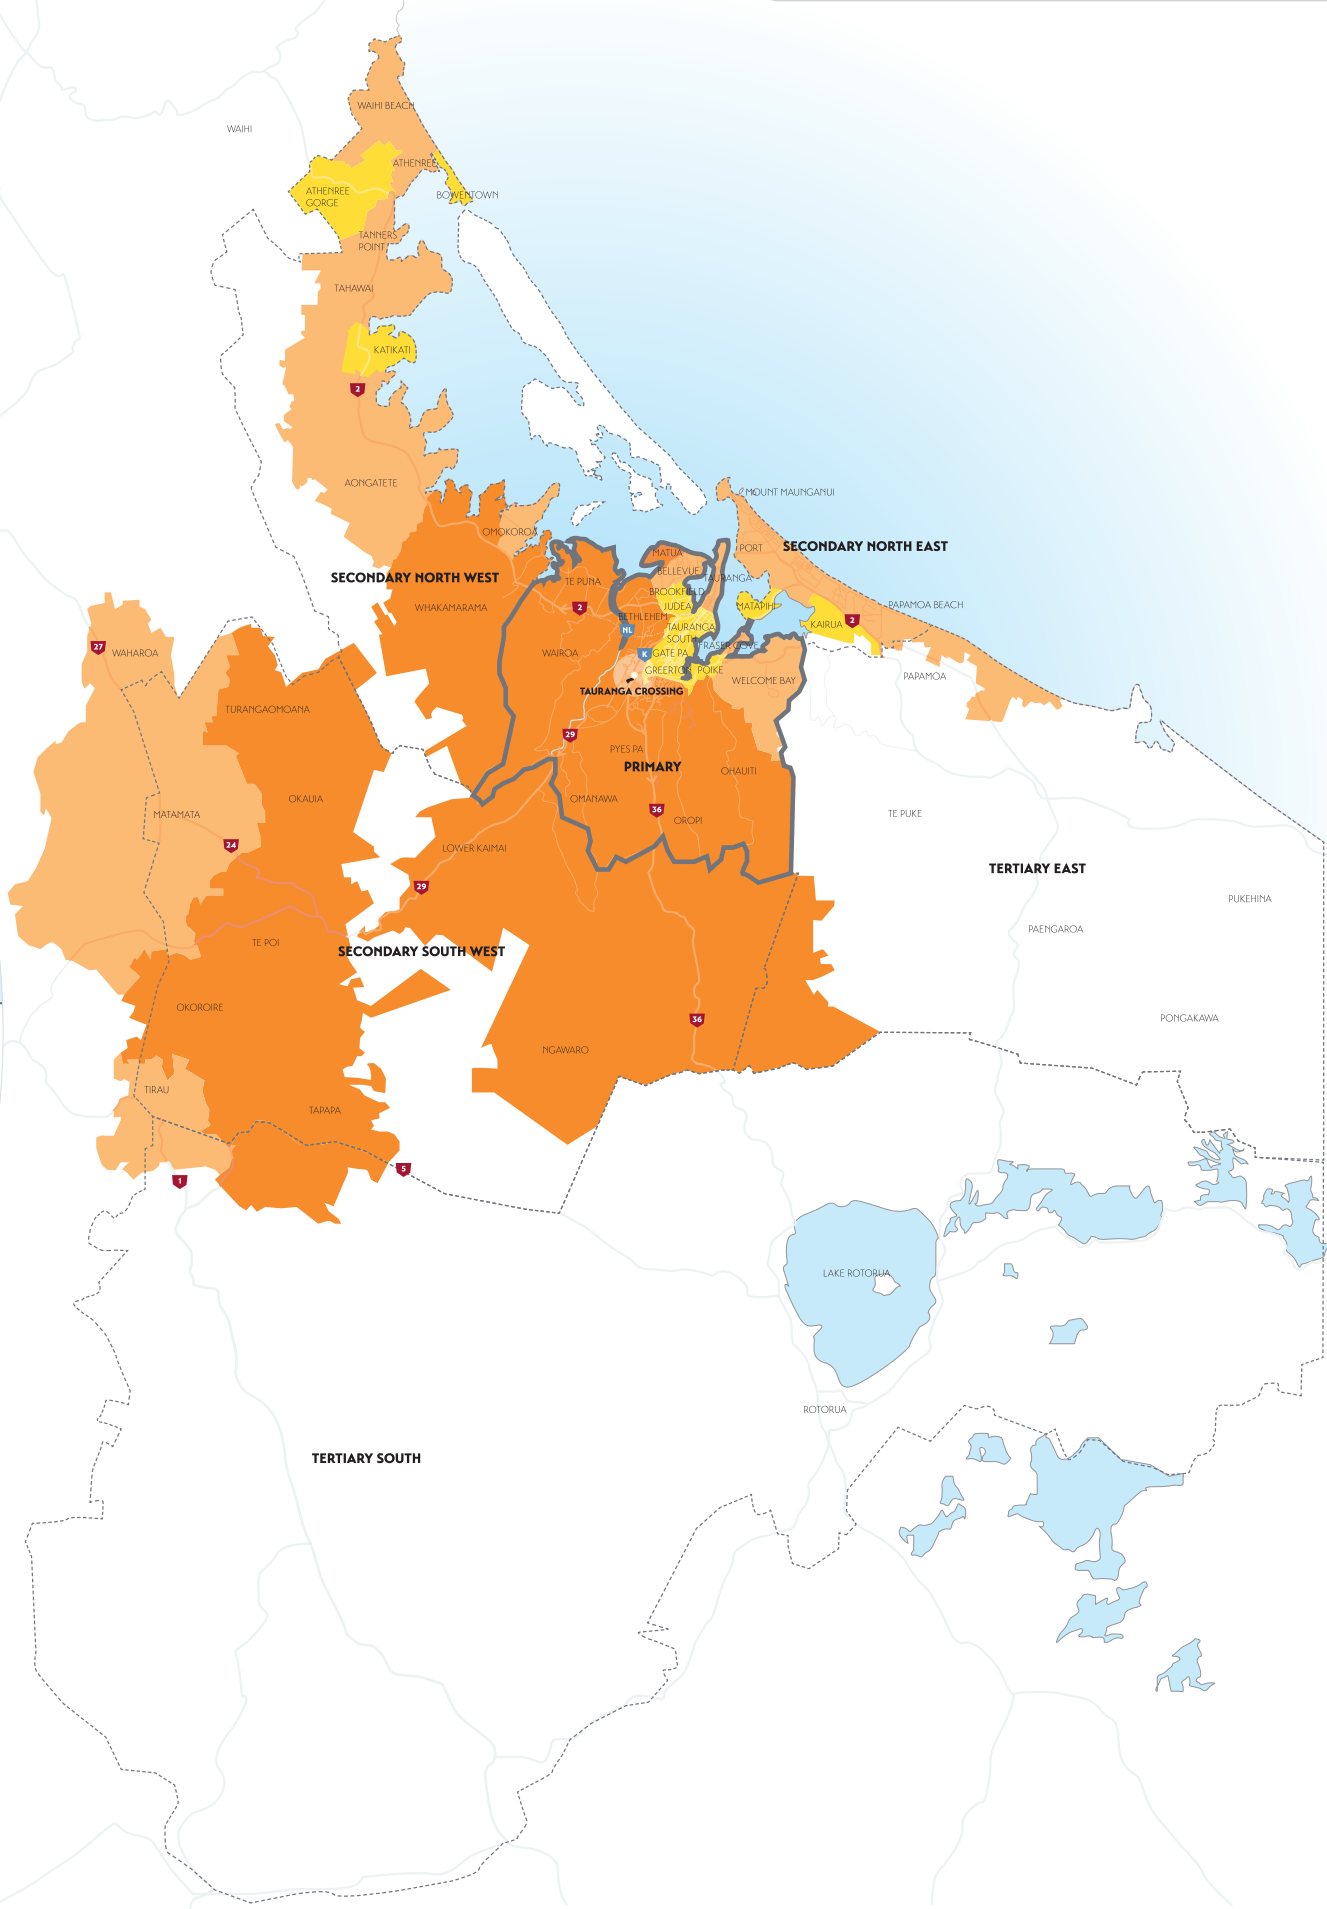 WAIHI BEACH
WAIHI
ATHENREE
ATHENREE
GORGE
BOWENTOWN
TANNERS
POINT
TAHAWAI
KATIKATI
2
AONGATETE
MOUNT MAUNGANUI
OMOKOROA
PORT
SECONDARY NORTH EAST
MATUA
BELLEVUE
TAURANGA
SECONDARY NORTH WEST
TE PUNA
BROOKFIELD
WHAKAMARAMA
2
JUDEA
MATAPIHI
PAPAMOA BEACH
BETHLEHEM
KAIRUA
2
NL
TAURANGA
SOUTH
27
WAHAROA
WAIROA
K
GATE PA
FRASER COVE
GREERTON
POIKE
PAPAMOA
WELCOME BAY
TAURANGA CROSSING
TURANGAOMOANA
29
PYES PA
PRIMARY
OHAUITI
OKAUIA
OMANAWA
36
OROPI
MATAMATA
TE PUKE
24
LOWER KAIMAI
TERTIARY EAST
29
PUKEHINA
PAENGAROA
TE POI
SECONDARY SOUTH WEST
OKOROIRE
36
PONGAKAWA
NGAWARO
TIRAU
TAPAPA
5
1
LAKE ROTORUA
ROTORUA
TERTIARY SOUTH